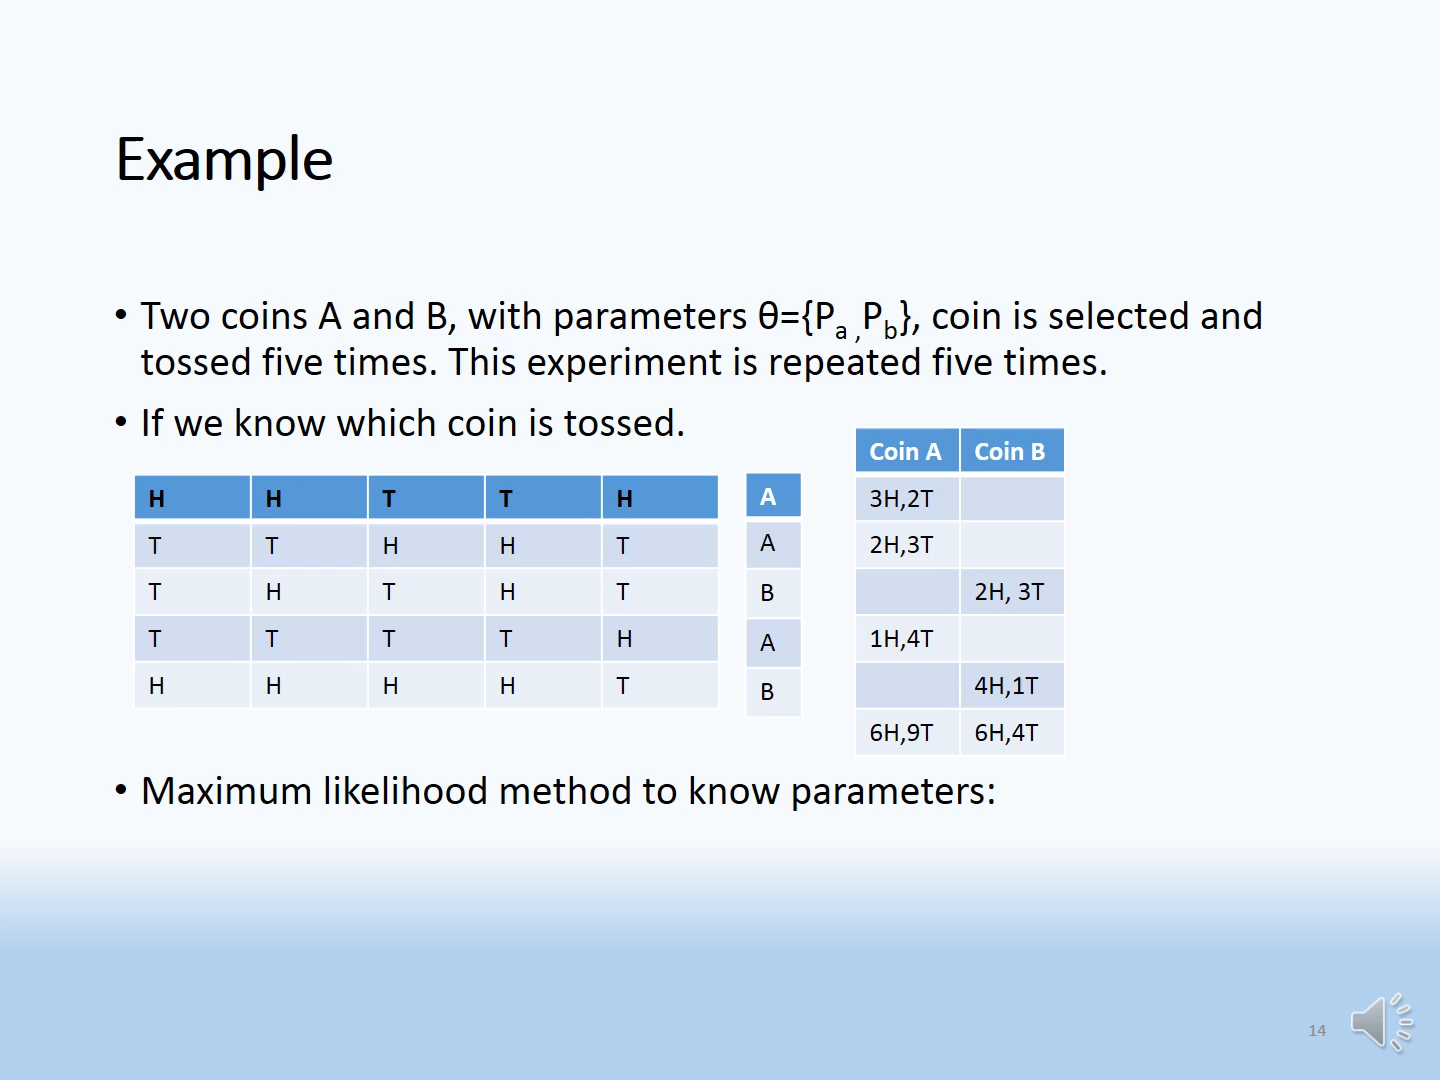 Example
• Two coins A and B, with parameters θ={Pa ,Pb}, coin is selected and
tossed five times. This experiment is repeated five times.
• If we know which coin is tossed.
H H T T H
T T H H T
T H T H T
T T T T H
H H H H T
A
A
B
A
B
Coin A Coin B
3H,2T
2H,3T
2H, 3T
1H,4T
4H,1T
6H,9T 6H,4T
• Maximum likelihood method to know parameters:
14